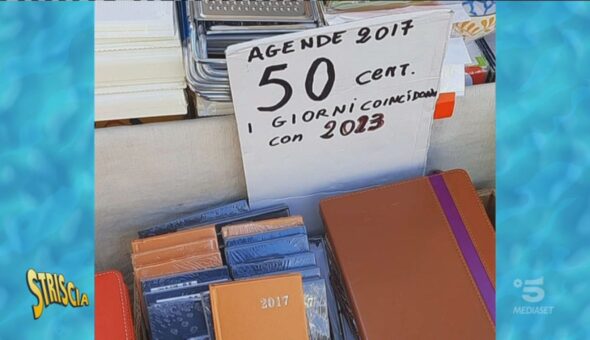 AGENDE 2017
50 CENT.
I GIORNI COINCIDONO
CON 2023
2017
STRISCIA
5
MEDIASET